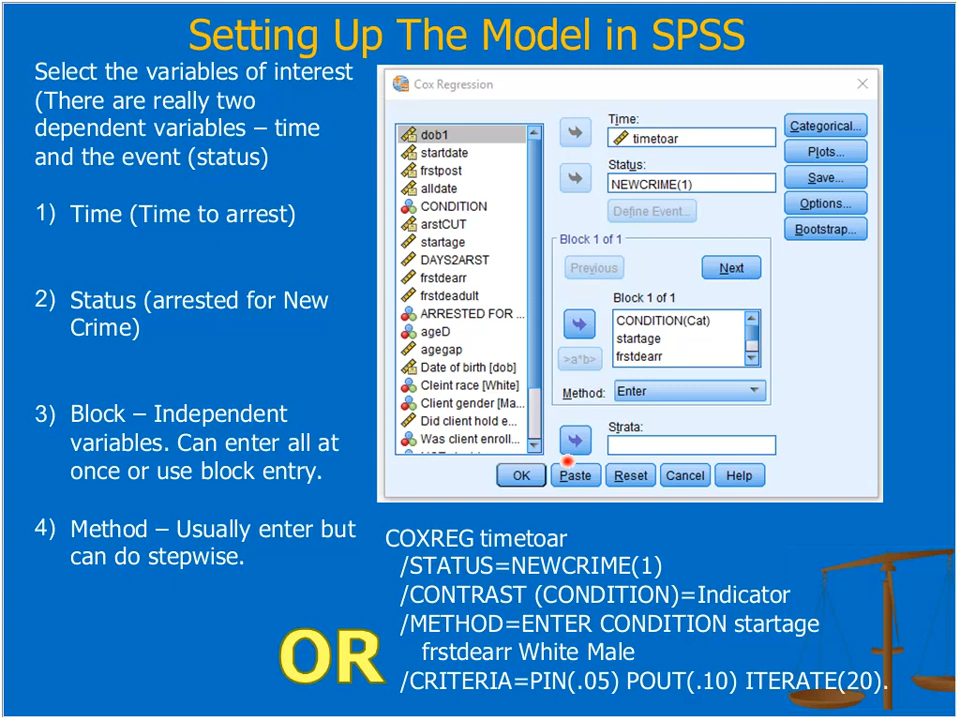 Setting Up The Model in SPSS
Select the variables of interest
(There are really two
dependent variables – time
and the event (status)
1) Time (Time to arrest)
2) Status (arrested for New
Crime)
3) Block – Independent
variables. Can enter all at
once or use block entry.
4) Method – Usually enter but
can do stepwise.
Cox Regression
dob1
startdate
frstpost
alldate
CONDITION
arstCUT
startage
DAYS2ARST
frstdearr
frstdeadult
ARRESTED FOR ...
ageD
agegap
Date of birth [dob]
Cleint race [White]
Client gender [Ma...
Did client hold e...
Was client enroll...
Time:
timetoar
Status:
NEWCRIME(1)
Define Event...
Block 1 of 1
Previous
Next
Block 1 of 1
CONDITION(Cat)
startage
frstdearr
>a*b>
Method:
Enter
Strata:
Categorical...
Plots...
Save...
Options...
Bootstrap...
OK
Paste
Reset
Cancel
Help
OR
COXREG timetoar
/STATUS=NEWCRIME(1)
/CONTRAST (CONDITION)=Indicator
/METHOD=ENTER CONDITION startage
frstdearr White Male
/CRITERIA=PIN(.05) POUT(.10) ITERATE(20).